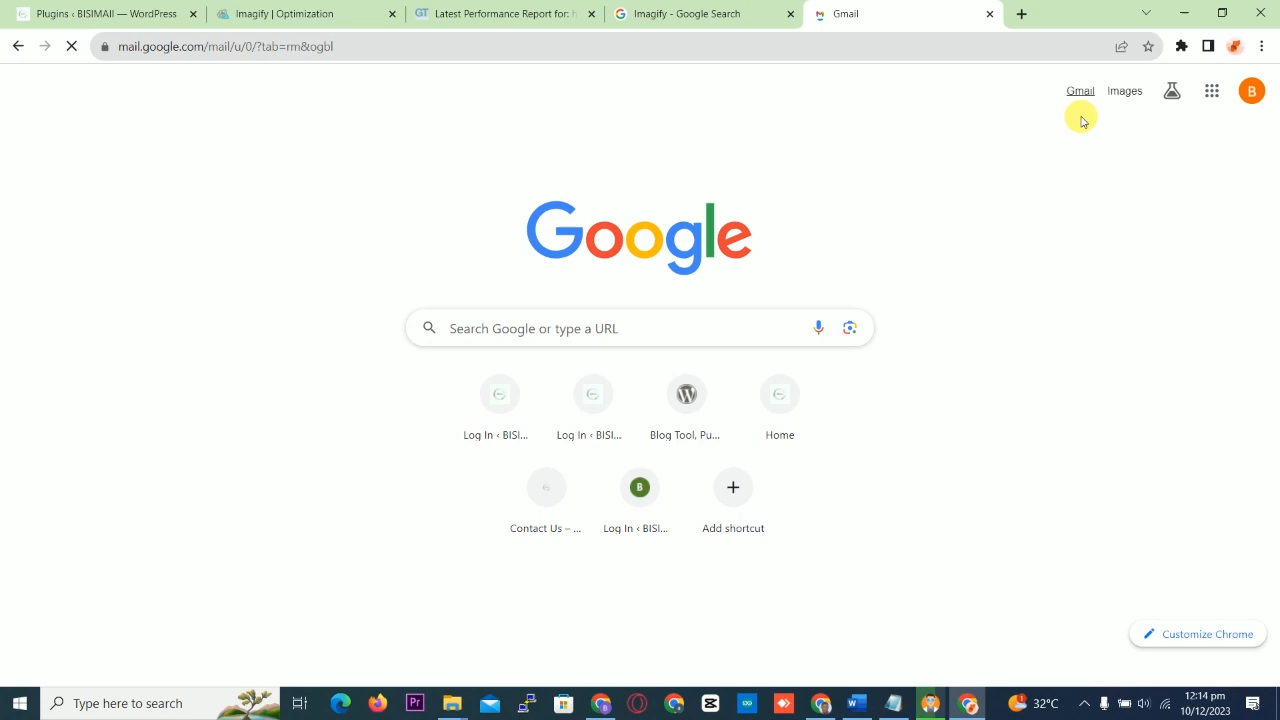 Plugins ‹ BISIMAII — WordPress
Imagify | Optimization
GT Latest Performance Report for: h
Imagify - Google Search
Gmail
mail.google.com/mail/u/0/?tab=rm&ogbl
Gmail Images
B
Google
Search Google or type a URL
Log In ‹ BISI...
Log In ‹ BISI...
Blog Tool, Pu...
Home
B
Contact Us – ...
Log In ‹ BISI...
Add shortcut
Customize Chrome
Type here to search
Pr
32°C
12:14 pm
10/12/2023